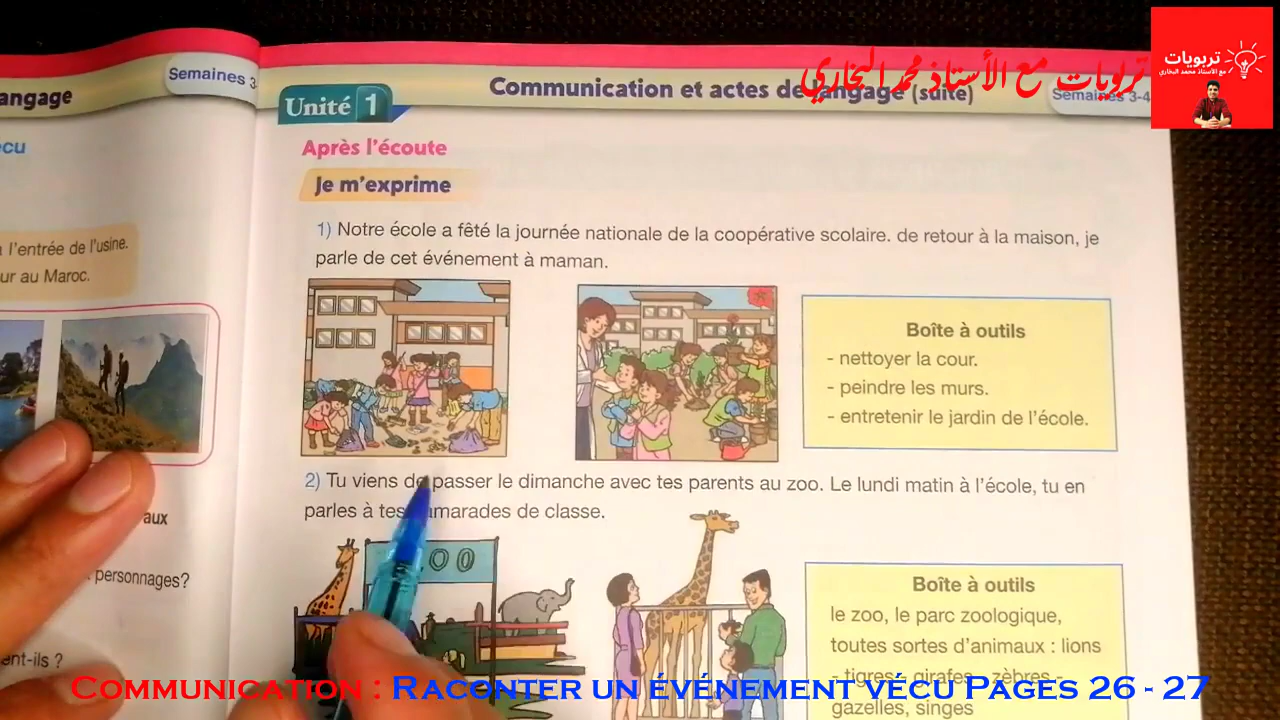 angage
Semaines 3
écu
à l'entrée de l'usine.
ur au Maroc.
aux
personnages?
ent-ils ?
Unité 1
Communication et actes de langage (suite)
Semaines 3-4
تربويات مع الأستاذ محمد البخاري
تربويات
مع الأستاذ محمد البخاري
Après l'écoute
Je m'exprime
1) Notre école a fêté la journée nationale de la coopérative scolaire. de retour à la maison, je
parle de cet événement à maman.
Boîte à outils
- nettoyer la cour.
- peindre les murs.
- entretenir le jardin de l'école.
2) Tu viens de passer le dimanche avec tes parents au zoo. Le lundi matin à l'école, tu en
parles à tes camarades de classe.
OO
Boîte à outils
le zoo, le parc zoologique,
toutes sortes d'animaux : lions
- tigres - girafes - zèbres -
gazelles, singes
Communication : Raconter un événement vécu Pages 26 - 27